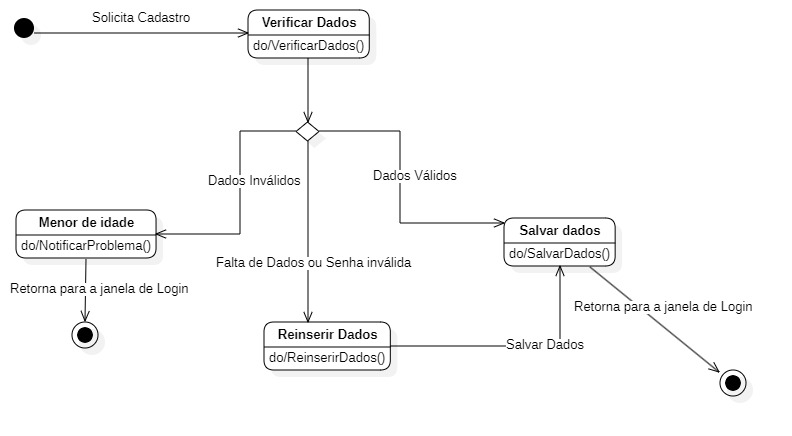 Solicita Cadastro
Verificar Dados
do/VerificarDados()
Dados Inválidos
Dados Válidos
Menor de idade
do/NotificarProblema()
Salvar dados
do/SalvarDados()
Falta de Dados ou Senha inválida
Retorna para a janela de Login
Retorna para a janela de Login
Reinserir Dados
do/ReinserirDados()
Salvar Dados